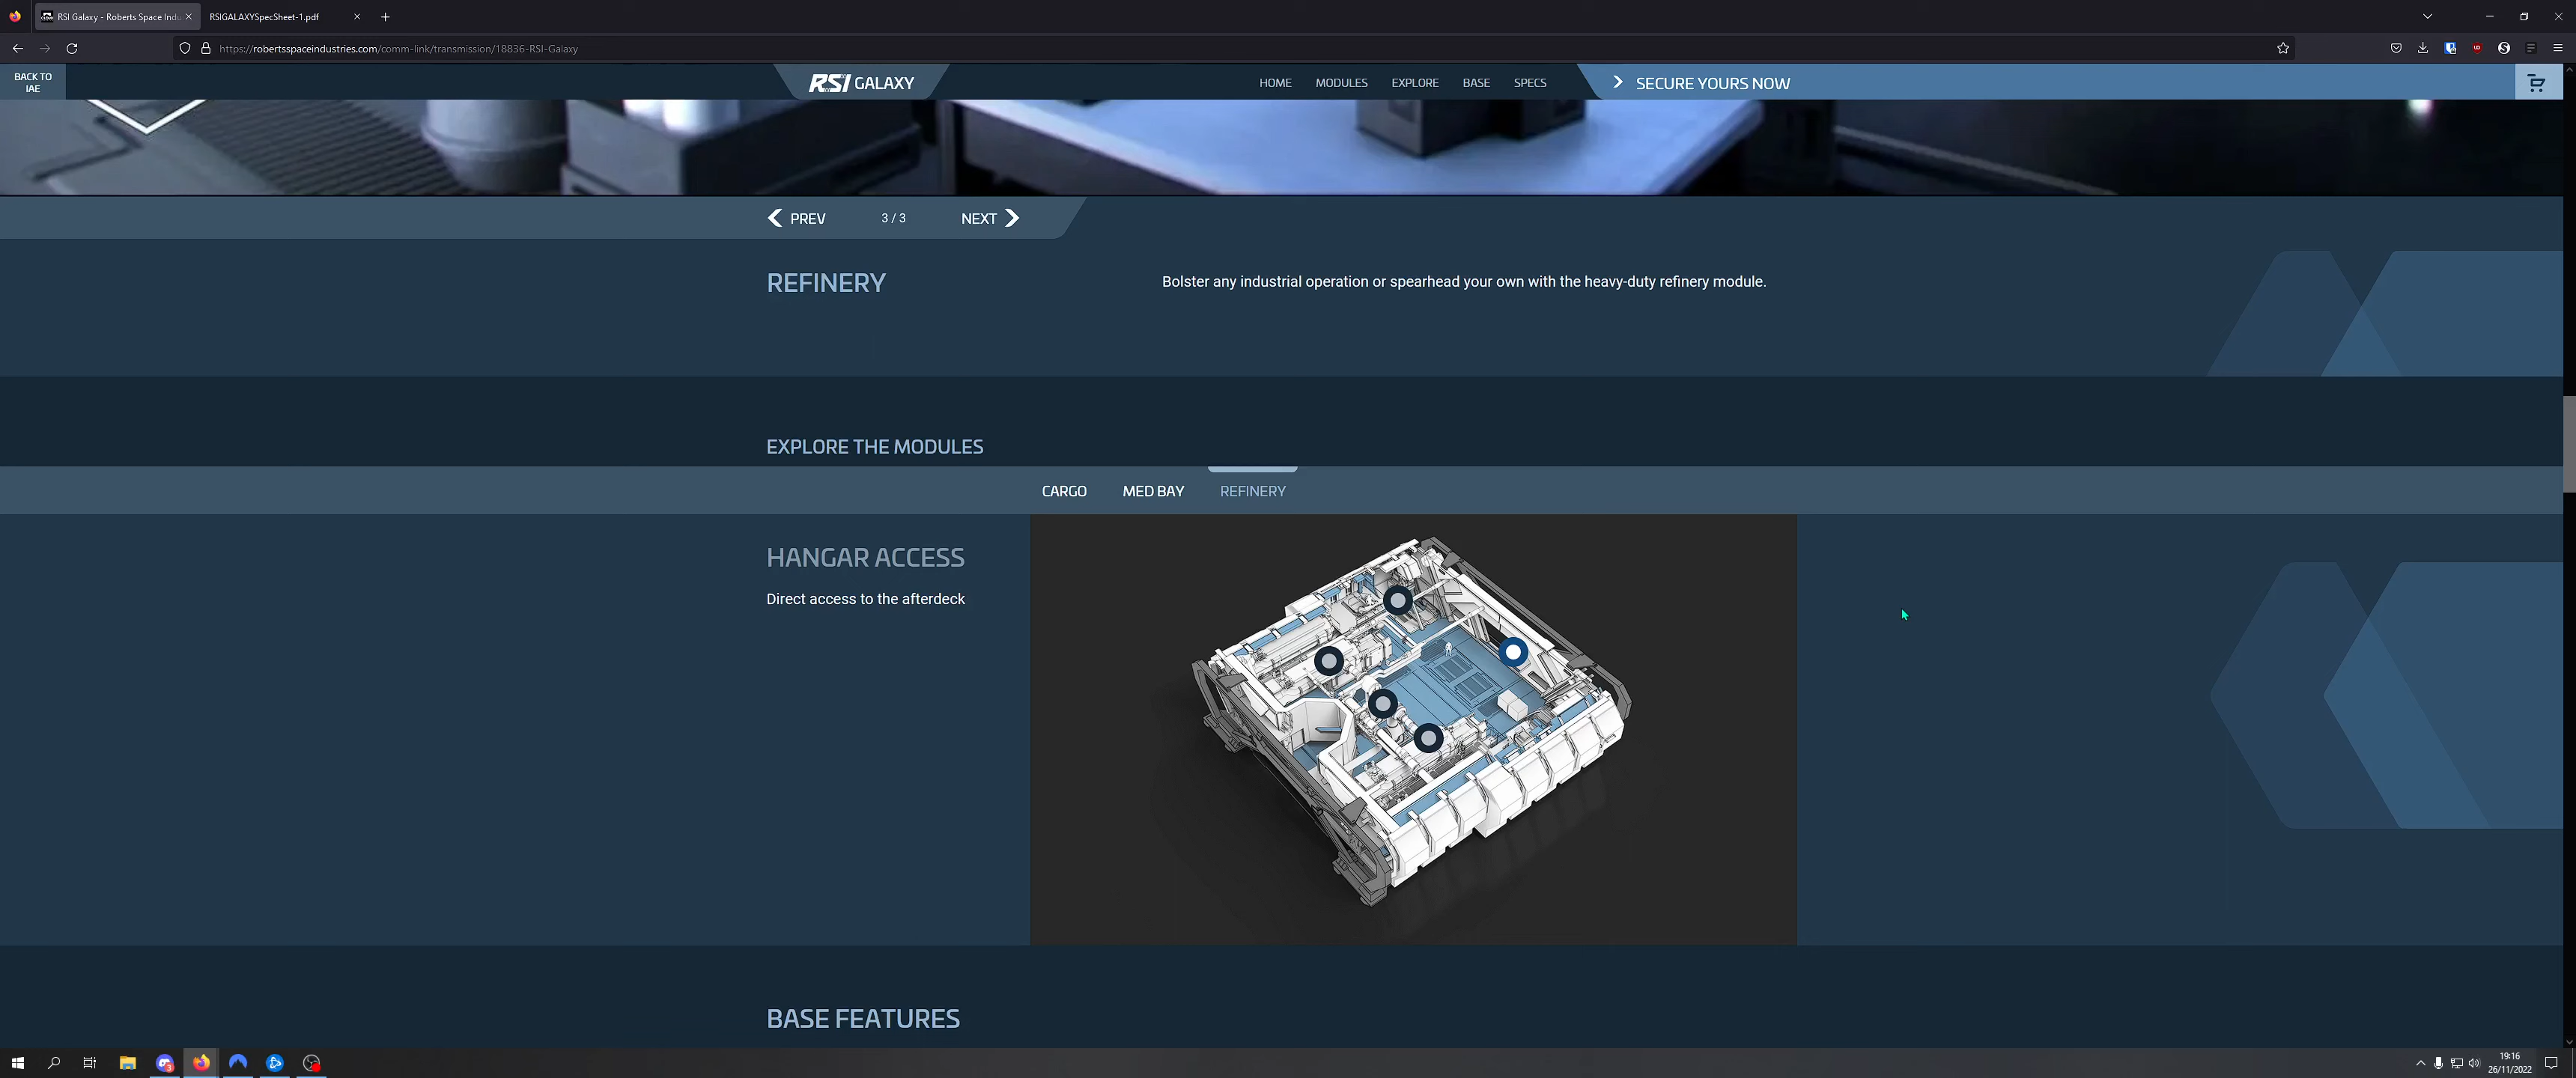 RSI Galaxy - Roberts Space Indu
RSIGALAXYSpecSheet-1.pdf
https://robertsspaceindustries.com/comm-link/transmission/18836-RSI-Galaxy
BACK TO
IAE
RSI GALAXY
HOME
MODULES
EXPLORE
BASE
SPECS
SECURE YOURS NOW
PREV
3 / 3
NEXT
REFINERY
Bolster any industrial operation or spearhead your own with the heavy-duty refinery module.
EXPLORE THE MODULES
CARGO
MED BAY
REFINERY
HANGAR ACCESS
Direct access to the afterdeck
BASE FEATURES
3
19:16
26/11/2022